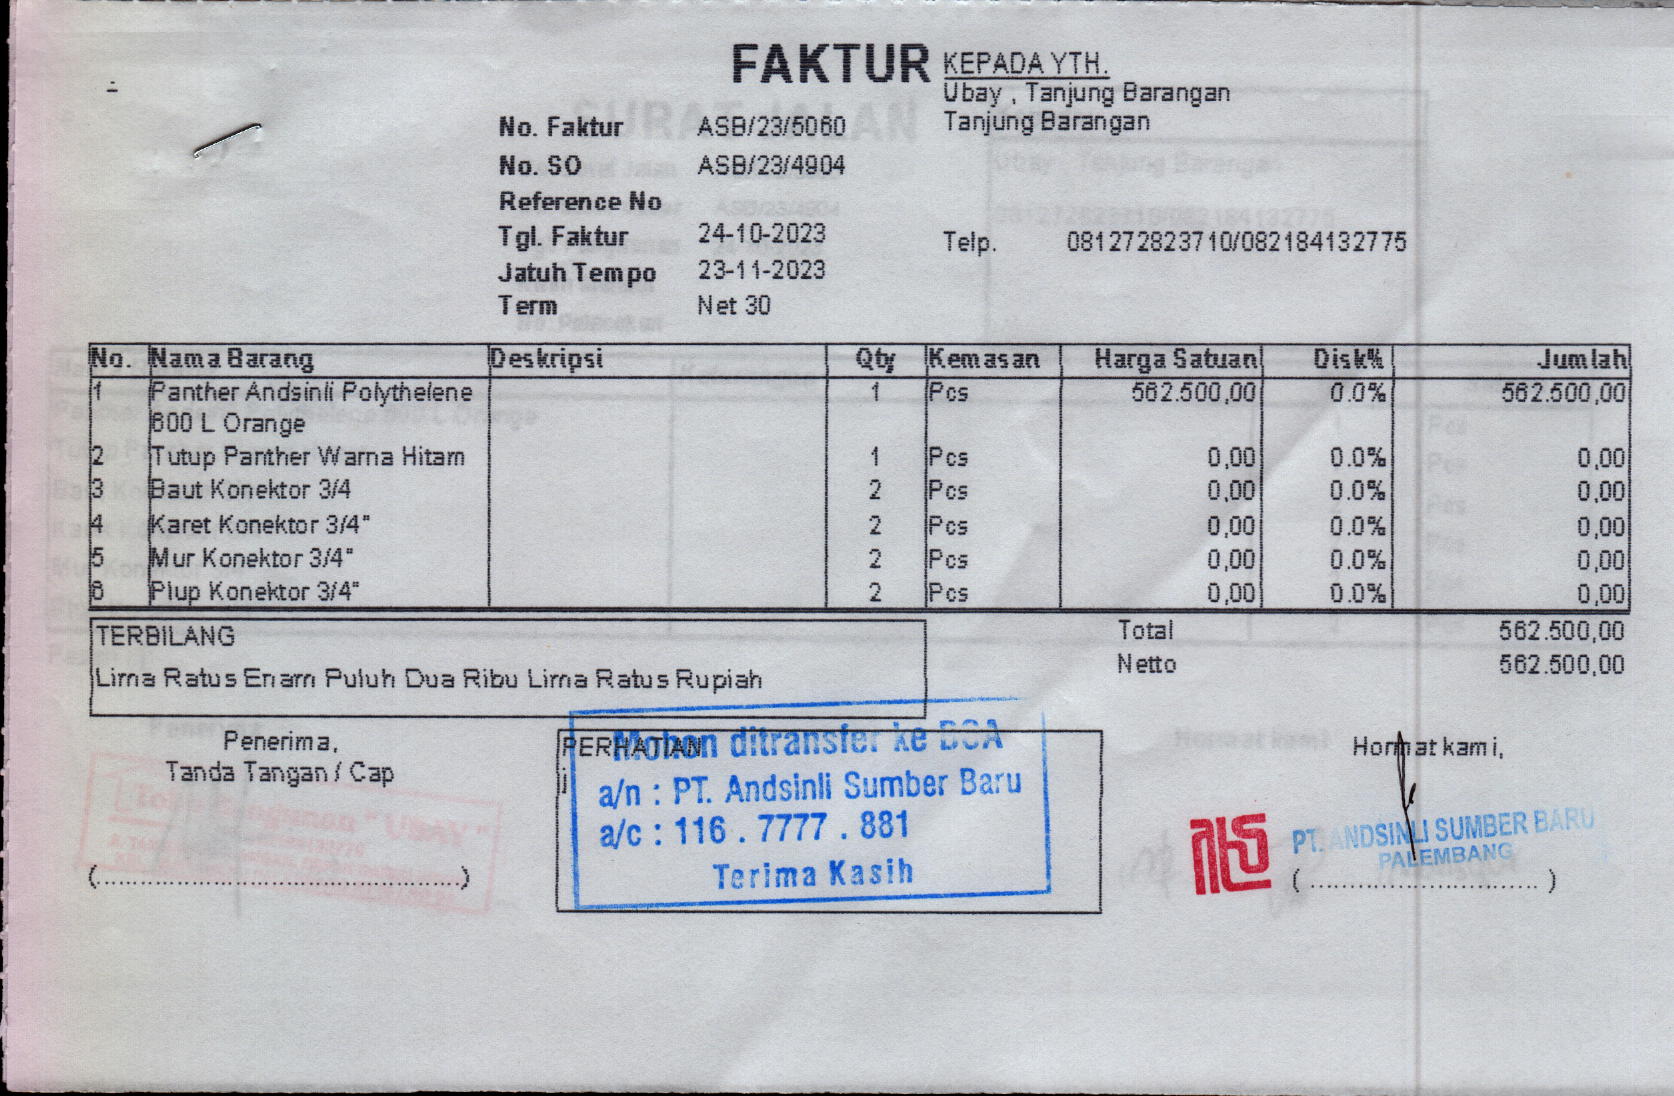 FAKTUR
KEPADA YTH.
Ubay , Tanjung Barangan
Tanjung Barangan
No. Faktur ASB/23/5060
No. SO ASB/23/4904
Reference No
Tgl. Faktur 24-10-2023
Telp. 081272823710/082184132775
Jatuh Tempo 23-11-2023
Term Net 30
No. Nama Barang Deskripsi Qty Kemasan Harga Satuan Disk% Jumlah
1 Panther Andsinli Polythelene 1 Pcs 562.500,00 0.0% 562.500,00
600 L Orange
2 Tutup Panther Warna Hitam 1 Pcs 0,00 0.0% 0,00
3 Baut Konektor 3/4 2 Pcs 0,00 0.0% 0,00
4 Karet Konektor 3/4" 2 Pcs 0,00 0.0% 0,00
5 Mur Konektor 3/4" 2 Pcs 0,00 0.0% 0,00
6 Plup Konektor 3/4" 2 Pcs 0,00 0.0% 0,00
TERBILANG
Lima Ratus Enam Puluh Dua Ribu Lima Ratus Rupiah
Total 562.500,00
Netto 562.500,00
Penerima,
Tanda Tangan / Cap
(....................................)
PERHATIAN
Mohon ditransfer ke BCA
a/n : PT. Andsinli Sumber Baru
a/c : 116 . 7777 . 881
Terima Kasih
Hormat kami,
PT. ANDSINLI SUMBER BARU
PALEMBANG
(............................)